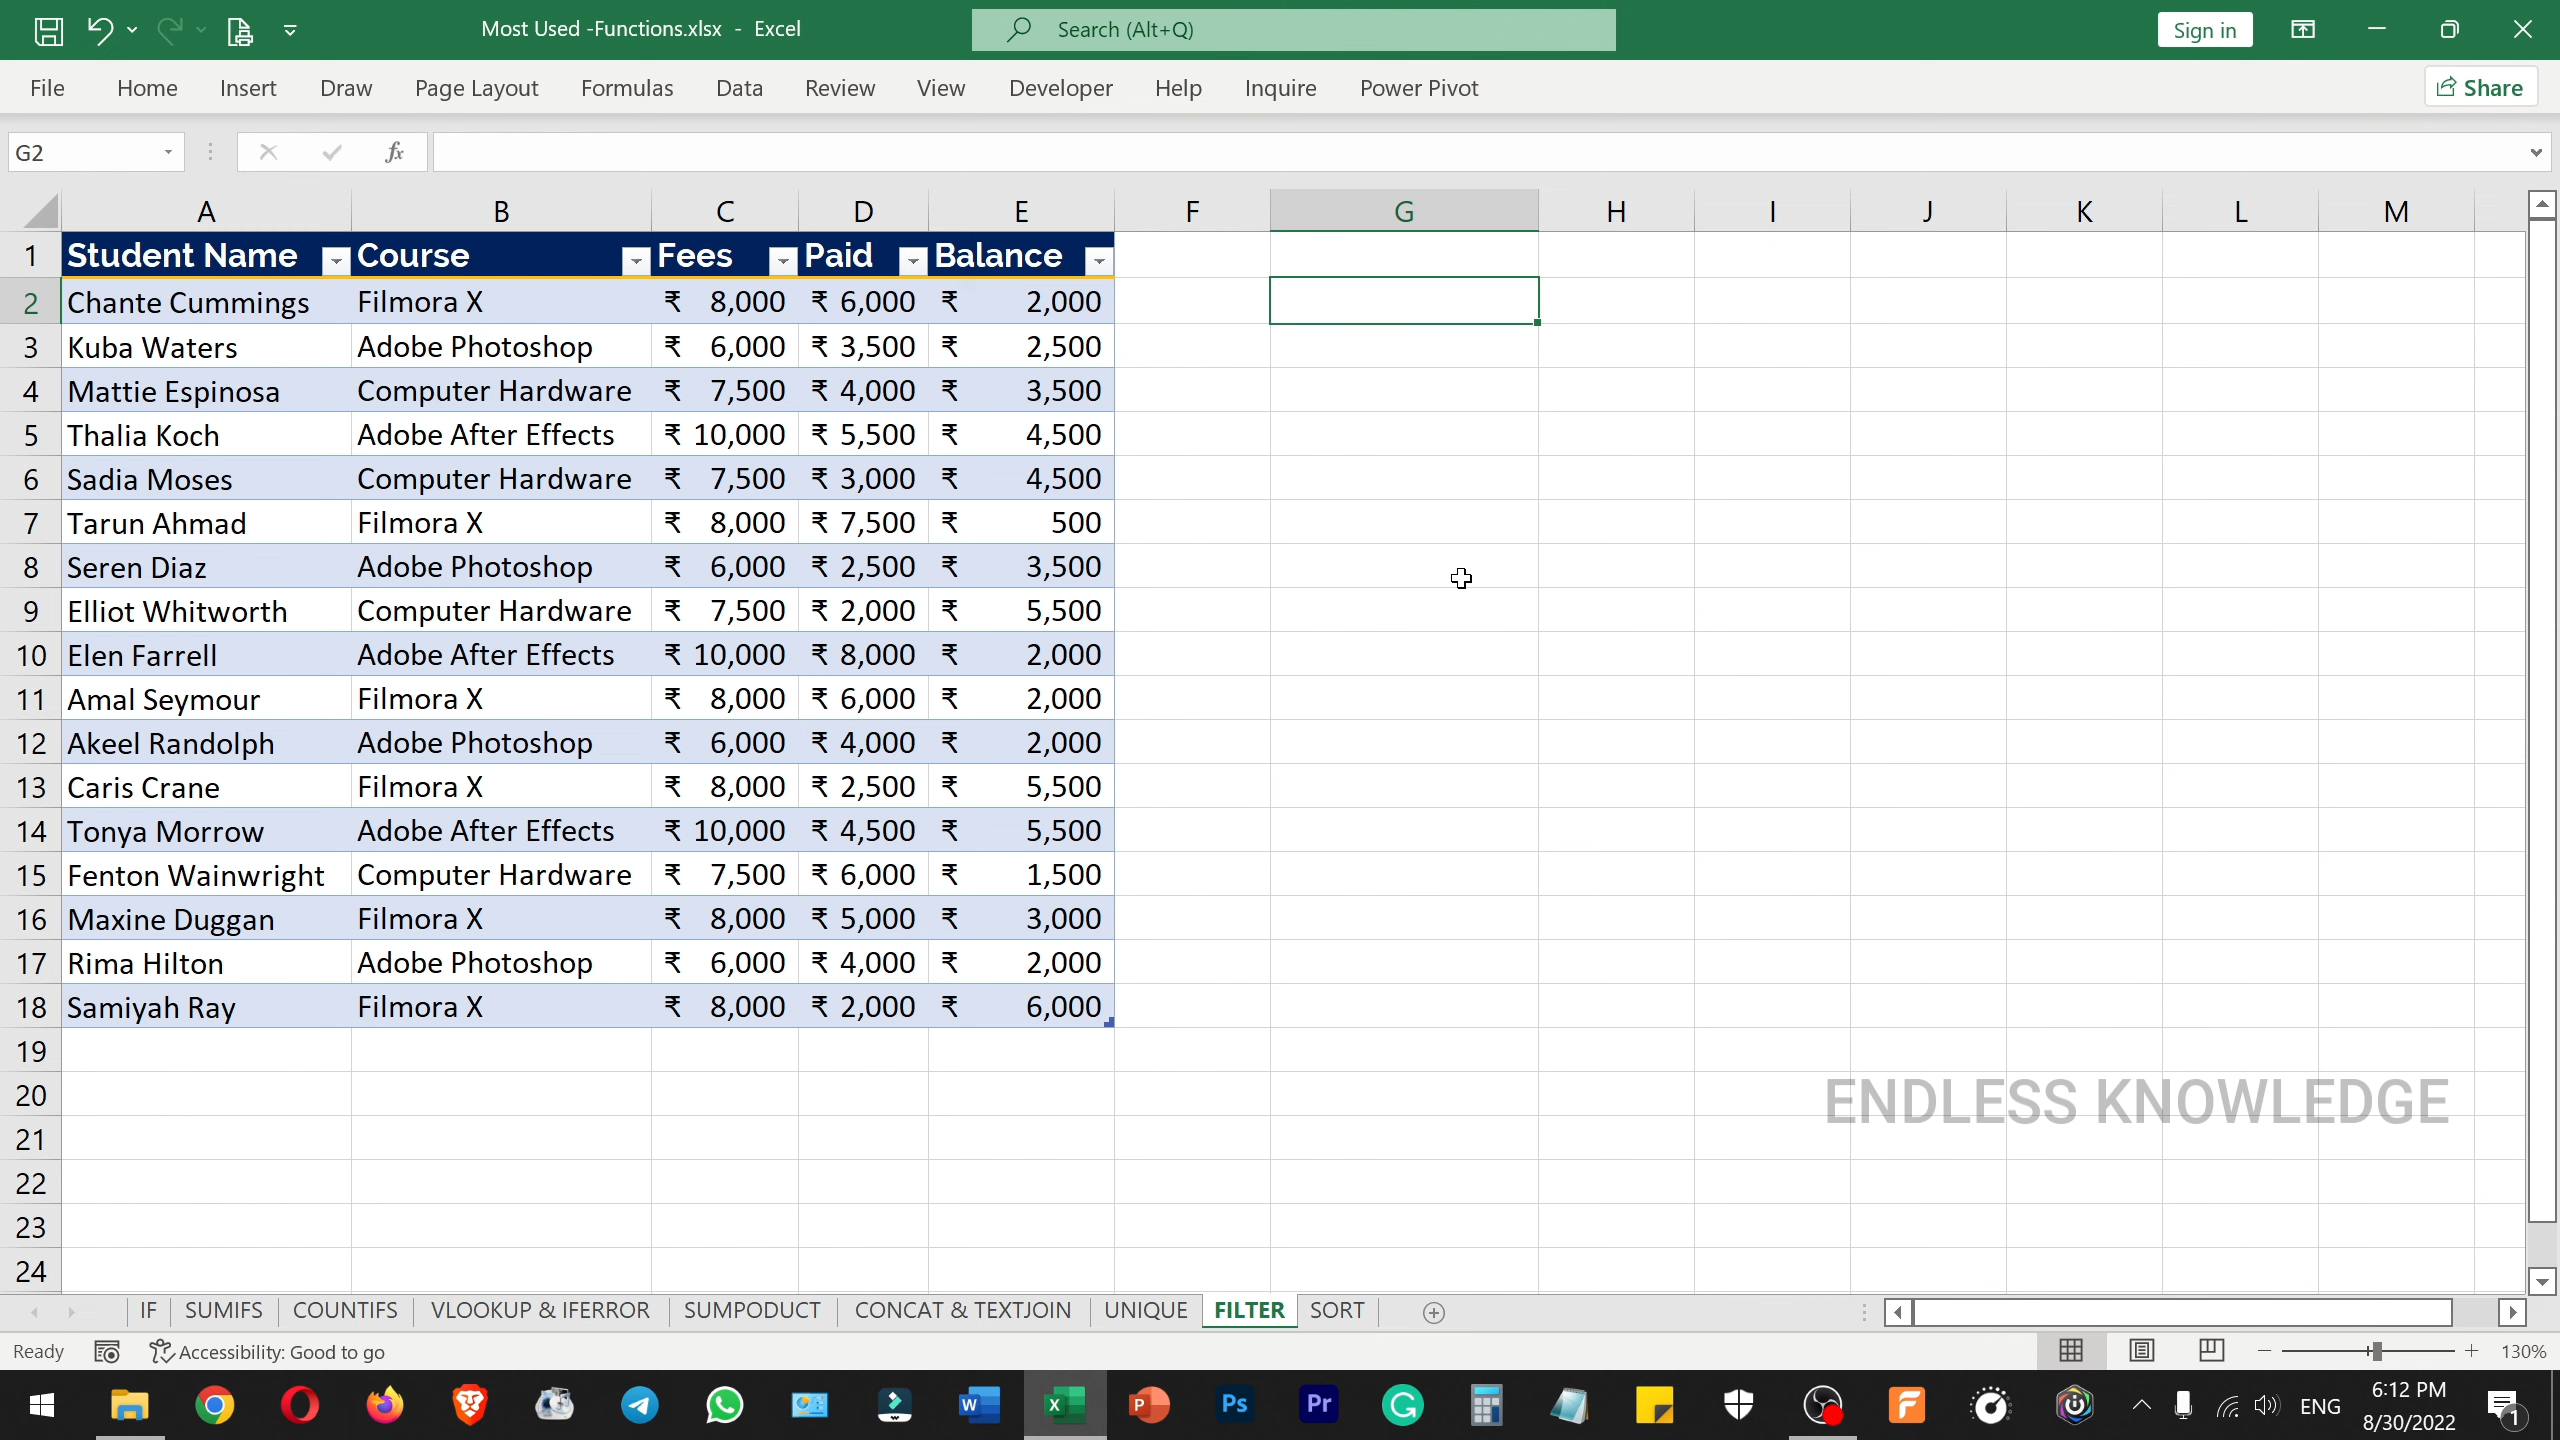 Most Used -Functions.xlsx - Excel
Search (Alt+Q)
Sign in
File Home Insert Draw Page Layout Formulas Data Review View Developer Help Inquire Power Pivot Share
G2 fx
A B C D E F G H I J K L M
1 Student Name Course Fees Paid Balance
2 Chante Cummings Filmora X ₹ 8,000 ₹ 6,000 ₹ 2,000
3 Kuba Waters Adobe Photoshop ₹ 6,000 ₹ 3,500 ₹ 2,500
4 Mattie Espinosa Computer Hardware ₹ 7,500 ₹ 4,000 ₹ 3,500
5 Thalia Koch Adobe After Effects ₹ 10,000 ₹ 5,500 ₹ 4,500
6 Sadia Moses Computer Hardware ₹ 7,500 ₹ 3,000 ₹ 4,500
7 Tarun Ahmad Filmora X ₹ 8,000 ₹ 7,500 ₹ 500
8 Seren Diaz Adobe Photoshop ₹ 6,000 ₹ 2,500 ₹ 3,500
9 Elliot Whitworth Computer Hardware ₹ 7,500 ₹ 2,000 ₹ 5,500
10 Elen Farrell Adobe After Effects ₹ 10,000 ₹ 8,000 ₹ 2,000
11 Amal Seymour Filmora X ₹ 8,000 ₹ 6,000 ₹ 2,000
12 Akeel Randolph Adobe Photoshop ₹ 6,000 ₹ 4,000 ₹ 2,000
13 Caris Crane Filmora X ₹ 8,000 ₹ 2,500 ₹ 5,500
14 Tonya Morrow Adobe After Effects ₹ 10,000 ₹ 4,500 ₹ 5,500
15 Fenton Wainwright Computer Hardware ₹ 7,500 ₹ 6,000 ₹ 1,500
16 Maxine Duggan Filmora X ₹ 8,000 ₹ 5,000 ₹ 3,000
17 Rima Hilton Adobe Photoshop ₹ 6,000 ₹ 4,000 ₹ 2,000
18 Samiyah Ray Filmora X ₹ 8,000 ₹ 2,000 ₹ 6,000
19
20
ENDLESS KNOWLEDGE
21
22
23
24
IF SUMIFS COUNTIFS VLOOKUP & IFERROR SUMPODUCT CONCAT & TEXTJOIN UNIQUE FILTER SORT
Ready Accessibility: Good to go 130%
W X P Ps Pr G F ENG 6:12 PM
8/30/2022 1